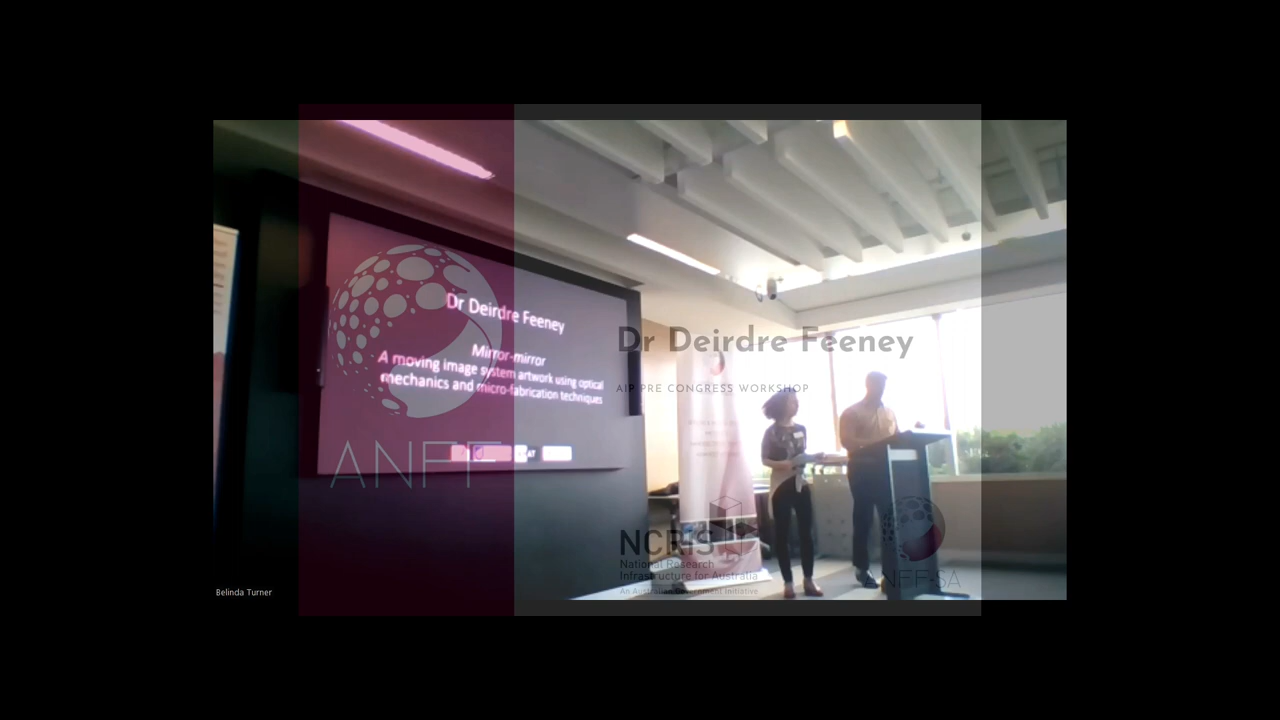 Dr Deirdre Feeney
Mirror-mirror
A moving image system artwork using optical
mechanics and micro-fabrication techniques
ANFF
Dr Deirdre Feeney
AIP PRE CONGRESS WORKSHOP
NCRIS
National Research
Infrastructure for Australia
An Australian Government Initiative
ANFF-SA
Belinda Turner